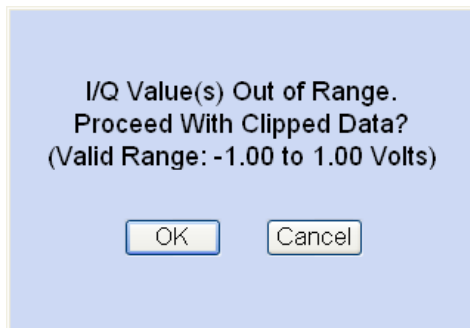 I/Q Value(s) Out of Range.
Proceed With Clipped Data?
(Valid Range: -1.00 to 1.00 Volts)
OK
Cancel